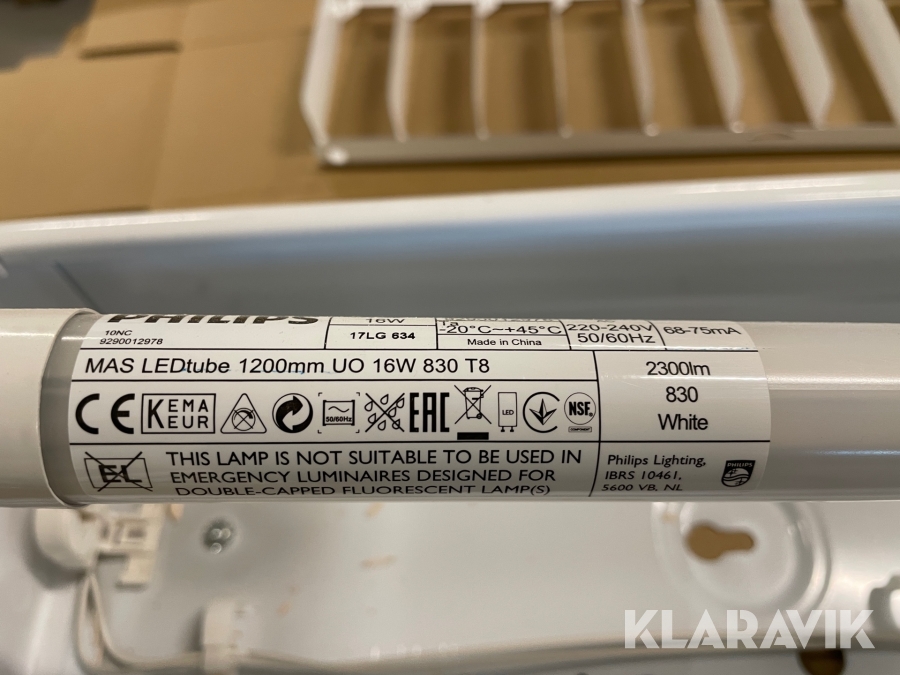 PHILIPS
10NC
9290012978
16W
17LG 634
-20°C~+45°C
Made in China
220-240V
50/60Hz
68-75mA
MAS LEDtube 1200mm UO 16W 830 T8
2300lm
830
White
CE
KEMA
KEUR
50/60Hz
EAC
LED
NSF
COMPONENT
EL
THIS LAMP IS NOT SUITABLE TO BE USED IN
EMERGENCY LUMINAIRES DESIGNED FOR
DOUBLE-CAPPED FLUORESCENT LAMP(S)
Philips Lighting,
IBRS 10461,
5600 VB, NL
PHILIPS
KLARAVIK